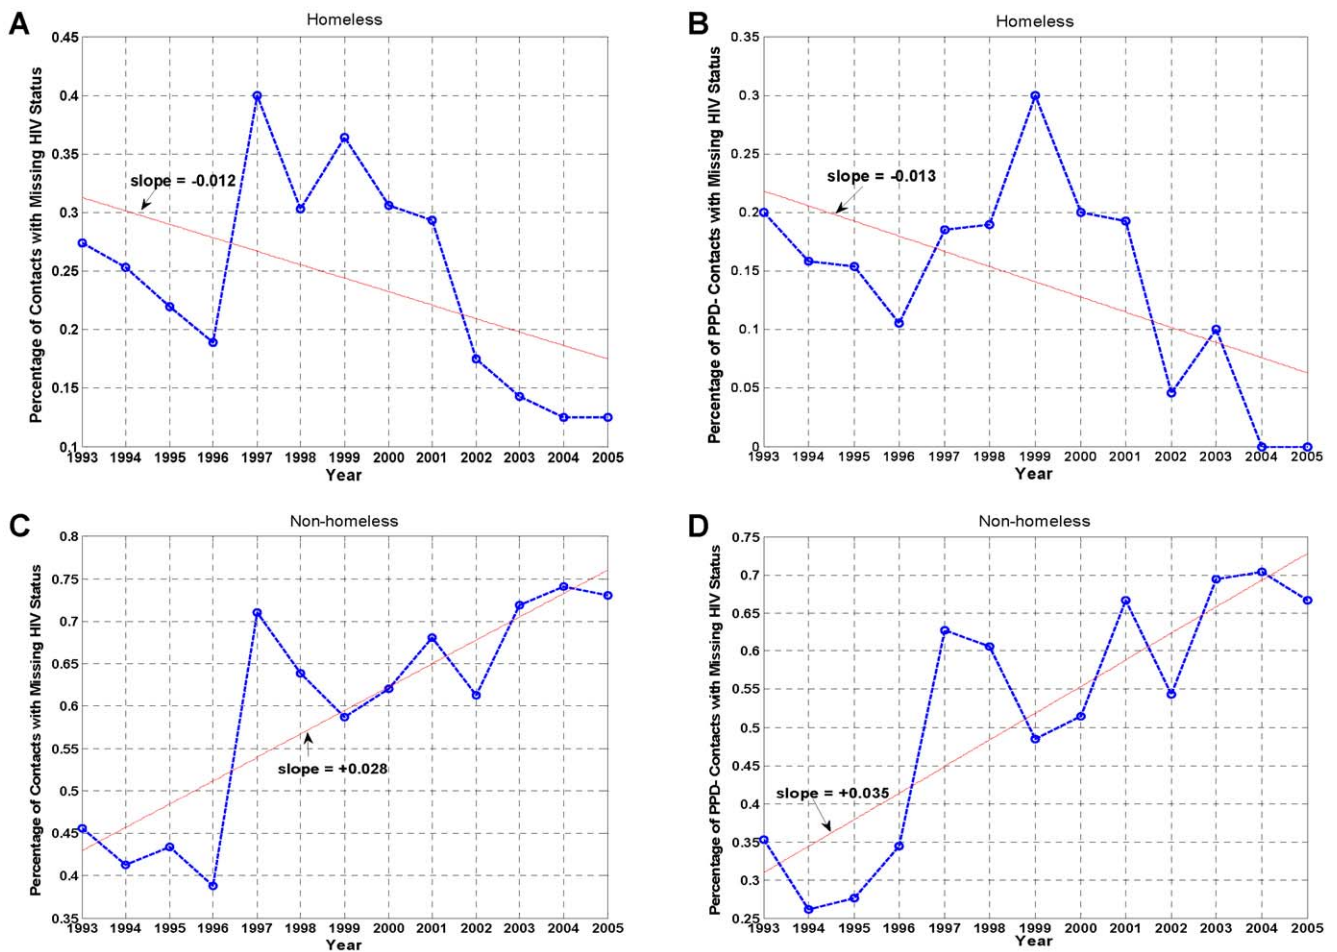 A
Homeless
Percentage of Contacts with Missing HIV Status
0.45
0.4
0.35
0.3
0.25
0.2
0.15
0.1
slope = -0.012
1993 1994 1995 1996 1997 1998 1999 2000 2001 2002 2003 2004 2005
Year
B
Homeless
Percentage of PPD- Contacts with Missing HIV Status
0.35
0.3
0.25
0.2
0.15
0.1
0.05
0
slope = -0.013
1993 1994 1995 1996 1997 1998 1999 2000 2001 2002 2003 2004 2005
Year
C
Non-homeless
Percentage of Contacts with Missing HIV Status
0.8
0.75
0.7
0.65
0.6
0.55
0.5
0.45
0.4
0.35
slope = +0.028
1993 1994 1995 1996 1997 1998 1999 2000 2001 2002 2003 2004 2005
Year
D
Non-homeless
Percentage of PPD- Contacts with Missing HIV Status
0.75
0.7
0.65
0.6
0.55
0.5
0.45
0.4
0.35
0.3
0.25
slope = +0.035
1993 1994 1995 1996 1997 1998 1999 2000 2001 2002 2003 2004 2005
Year